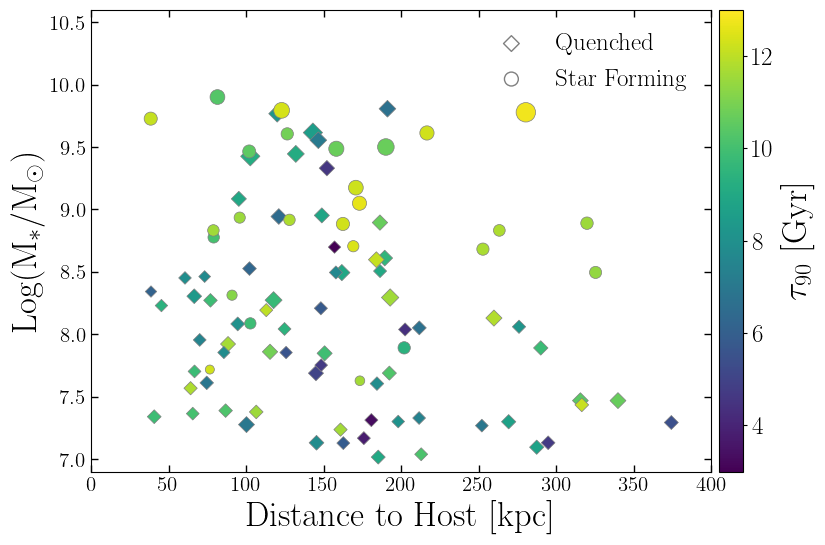 10.5
10.0
9.5
9.0
8.5
8.0
7.5
7.0
Log(M*/M⊙)
Quenched
Star Forming
0 50 100 150 200 250 300 350 400
Distance to Host [kpc]
12
10
8
6
4
τ90 [Gyr]